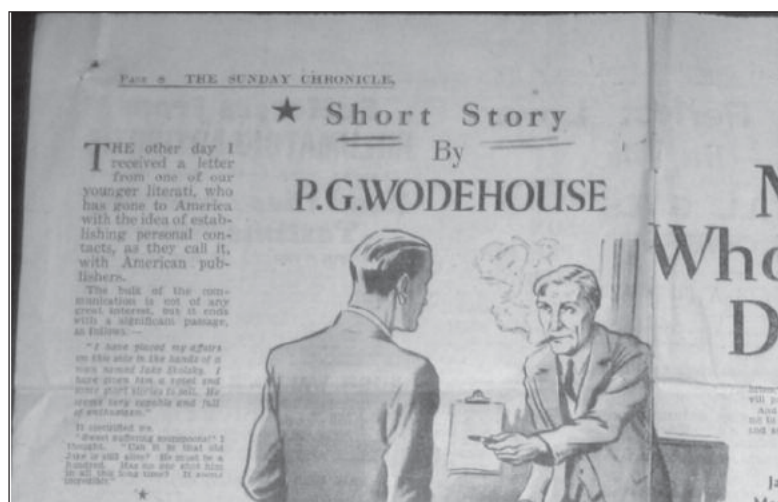 PAGE 8 THE SUNDAY CHRONICLE,
★ Short Story
By
P.G. WODEHOUSE
THE other day I
received a letter
from one of our
younger literati, who
has gone to America
with the idea of estab-
lishing personal con-
tacts, as they call it,
with American pub-
lishers.
The bulk of the com-
munication is not of any
great interest, but it ends
with a significant passage,
as follows:—
"I have placed my affairs
on this side in the hands of a
man named Jake Skolsky. I
have given him a novel and
some short stories to sell. He
seems very capable and full
of enthusiasm."
It horrified me.
"Sweet suffering" I
thought. "Can it be that old
Jake is still alive? He must be a
hundred. Has no one shot him
in all this long time? It seems
★
Who
D
And